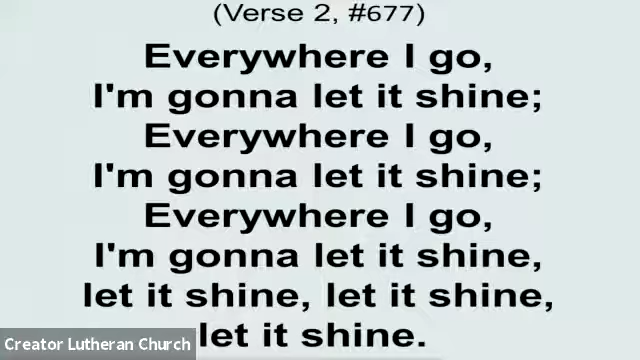 (Verse 2, #677)
Everywhere I go,
I'm gonna let it shine;
Everywhere I go,
I'm gonna let it shine;
Everywhere I go,
I'm gonna let it shine,
let it shine, let it shine,
let it shine.
Creator Lutheran Church